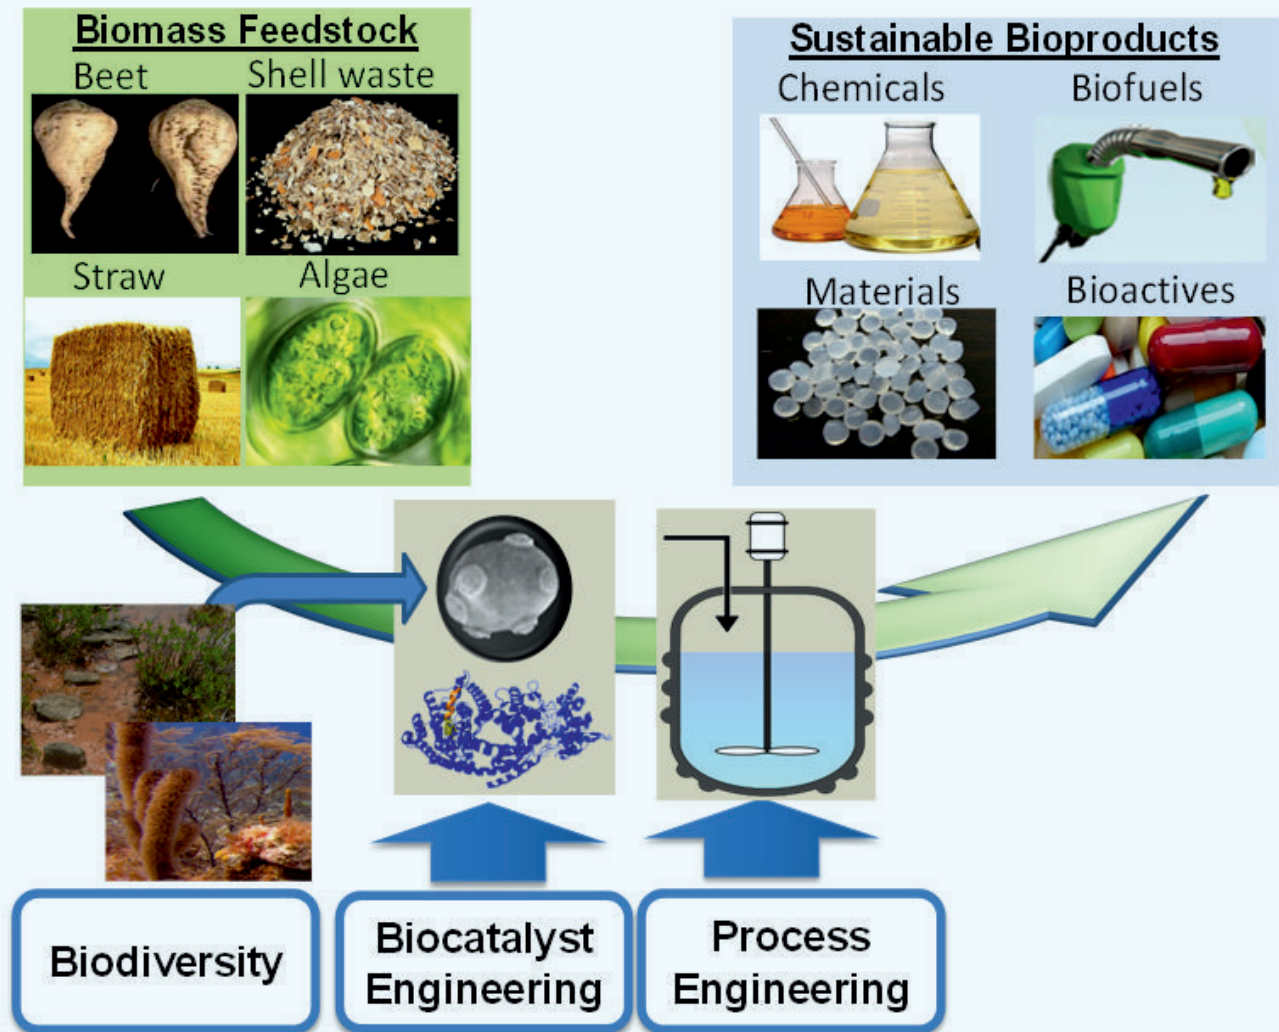 Biomass Feedstock
Beet
Shell waste
Straw
Algae
Sustainable Bioproducts
Chemicals
Biofuels
Materials
Bioactives
Biodiversity
Biocatalyst
Engineering
Process
Engineering